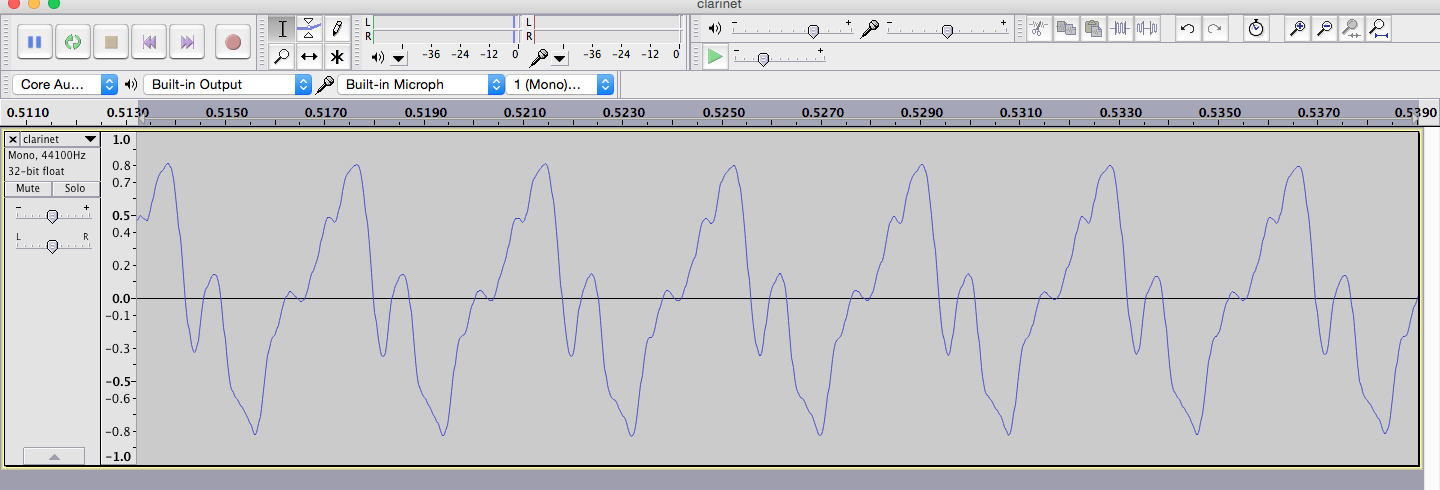 clarinet
L L
R R
- + - +
-36 -24 -12 0 -36 -24 -12 0
- +
Core Au... Built-in Output Built-in Microph 1 (Mono)...
0.5110 0.5130 0.5150 0.5170 0.5190 0.5210 0.5230 0.5250 0.5270 0.5290 0.5310 0.5330 0.5350 0.5370 0.5390
clarinet
Mono, 44100Hz
32-bit float
Mute Solo
- +
L R
1.0
0.8
0.7
0.5
0.4
0.2
0.0
-0.1
-0.3
-0.5
-0.6
-0.8
-1.0